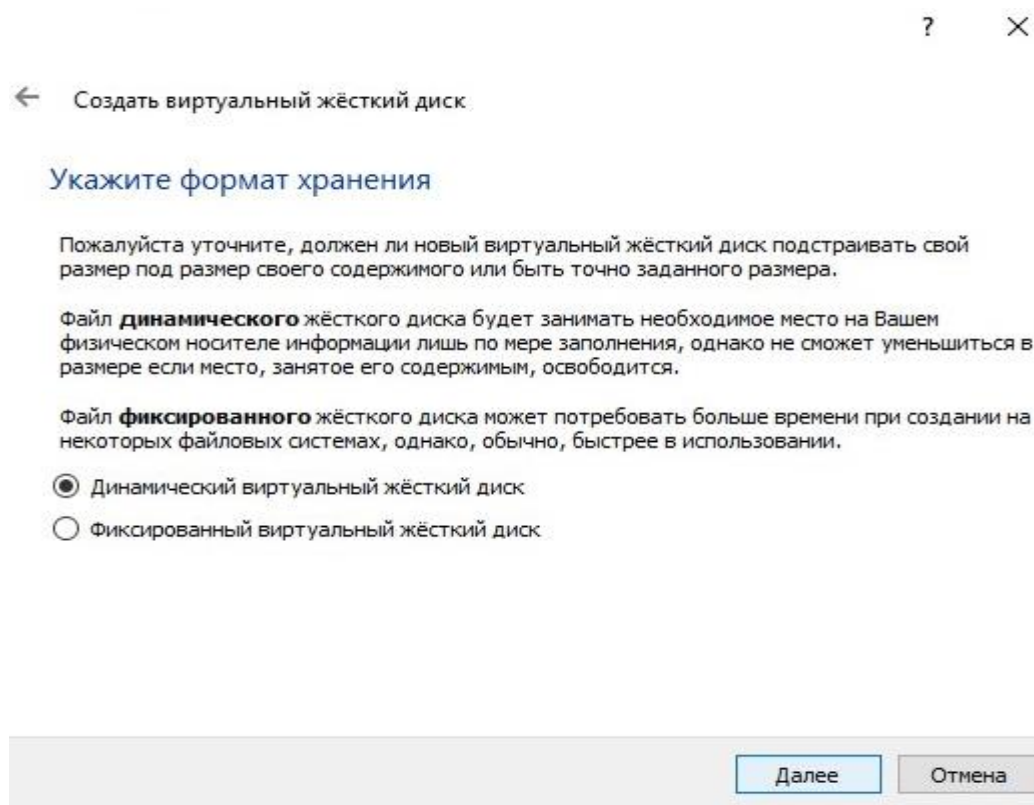 ?
Создать виртуальный жёсткий диск
Укажите формат хранения
Пожалуйста уточните, должен ли новый виртуальный жёсткий диск подстраивать свой
размер под размер своего содержимого или быть точно заданного размера.
Файл динамического жёсткого диска будет занимать необходимое место на Вашем
физическом носителе информации лишь по мере заполнения, однако не сможет уменьшиться в
размере если место, занятое его содержимым, освободится.
Файл фиксированного жёсткого диска может потребовать больше времени при создании на
некоторых файловых системах, однако, обычно, быстрее в использовании.
Динамический виртуальный жёсткий диск
Фиксированный виртуальный жёсткий диск
Далее Отмена